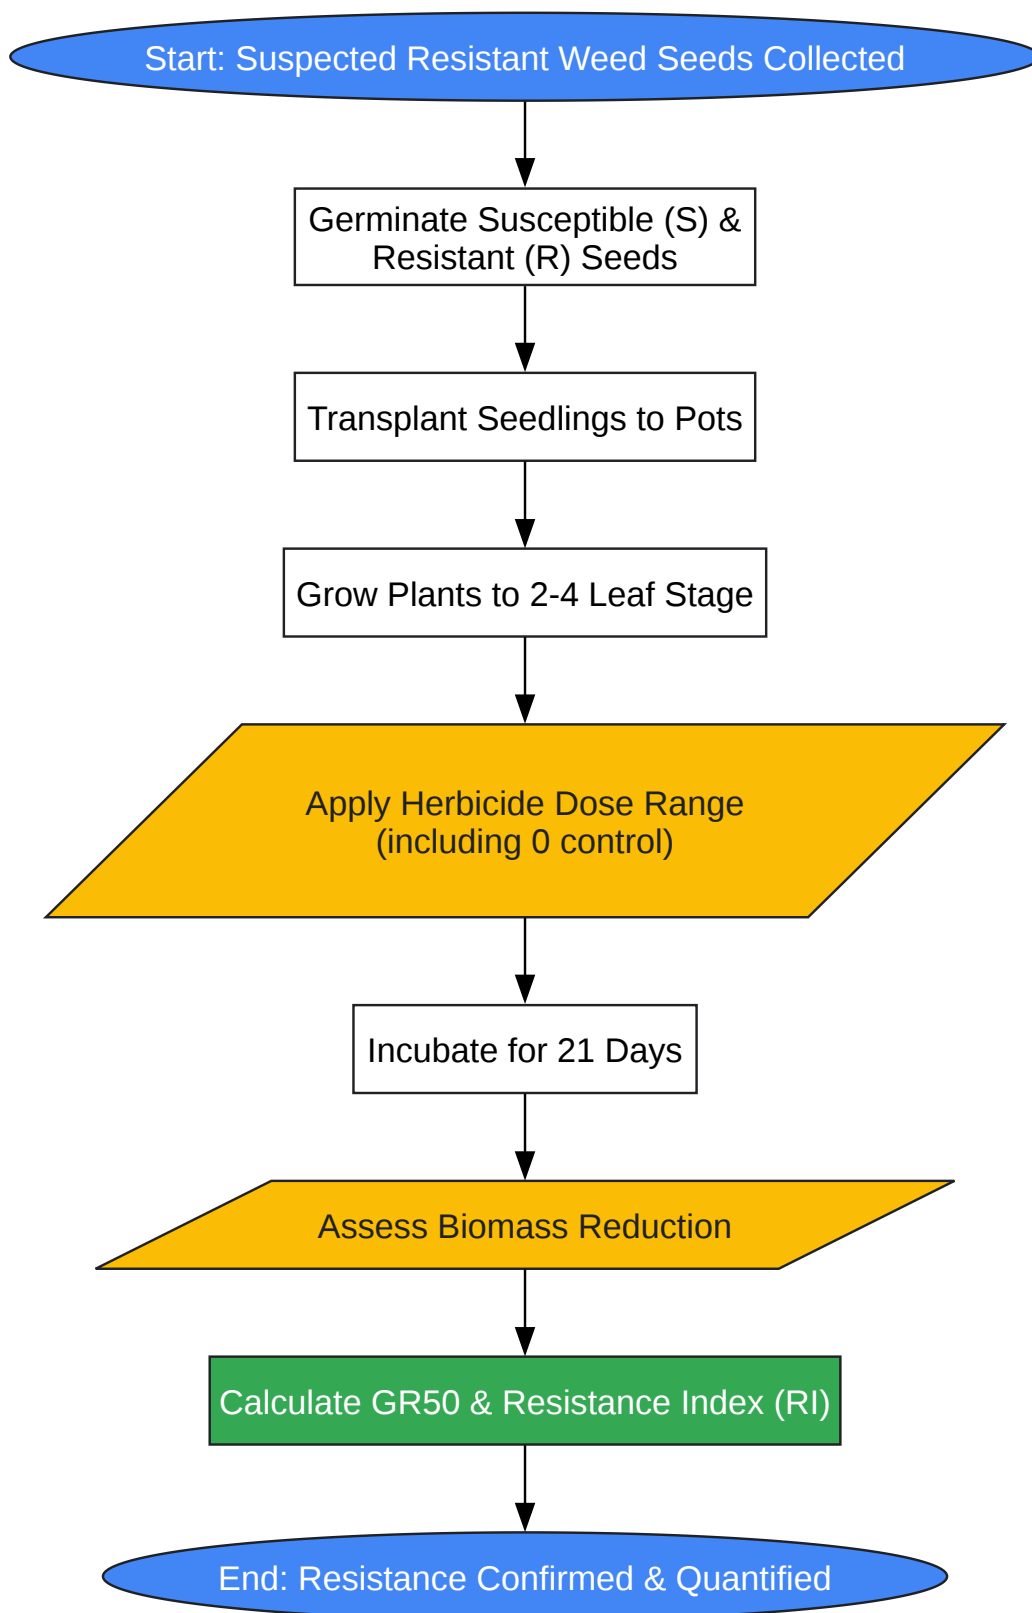 Start: Suspected Resistant Weed Seeds Collected
Germinate Susceptible (S) &
Resistant (R) Seeds
Transplant Seedlings to Pots
Grow Plants to 2-4 Leaf Stage
Apply Herbicide Dose Range
(including 0 control)
Incubate for 21 Days
Assess Biomass Reduction
Calculate GR50 & Resistance Index (RI)
End: Resistance Confirmed & Quantified